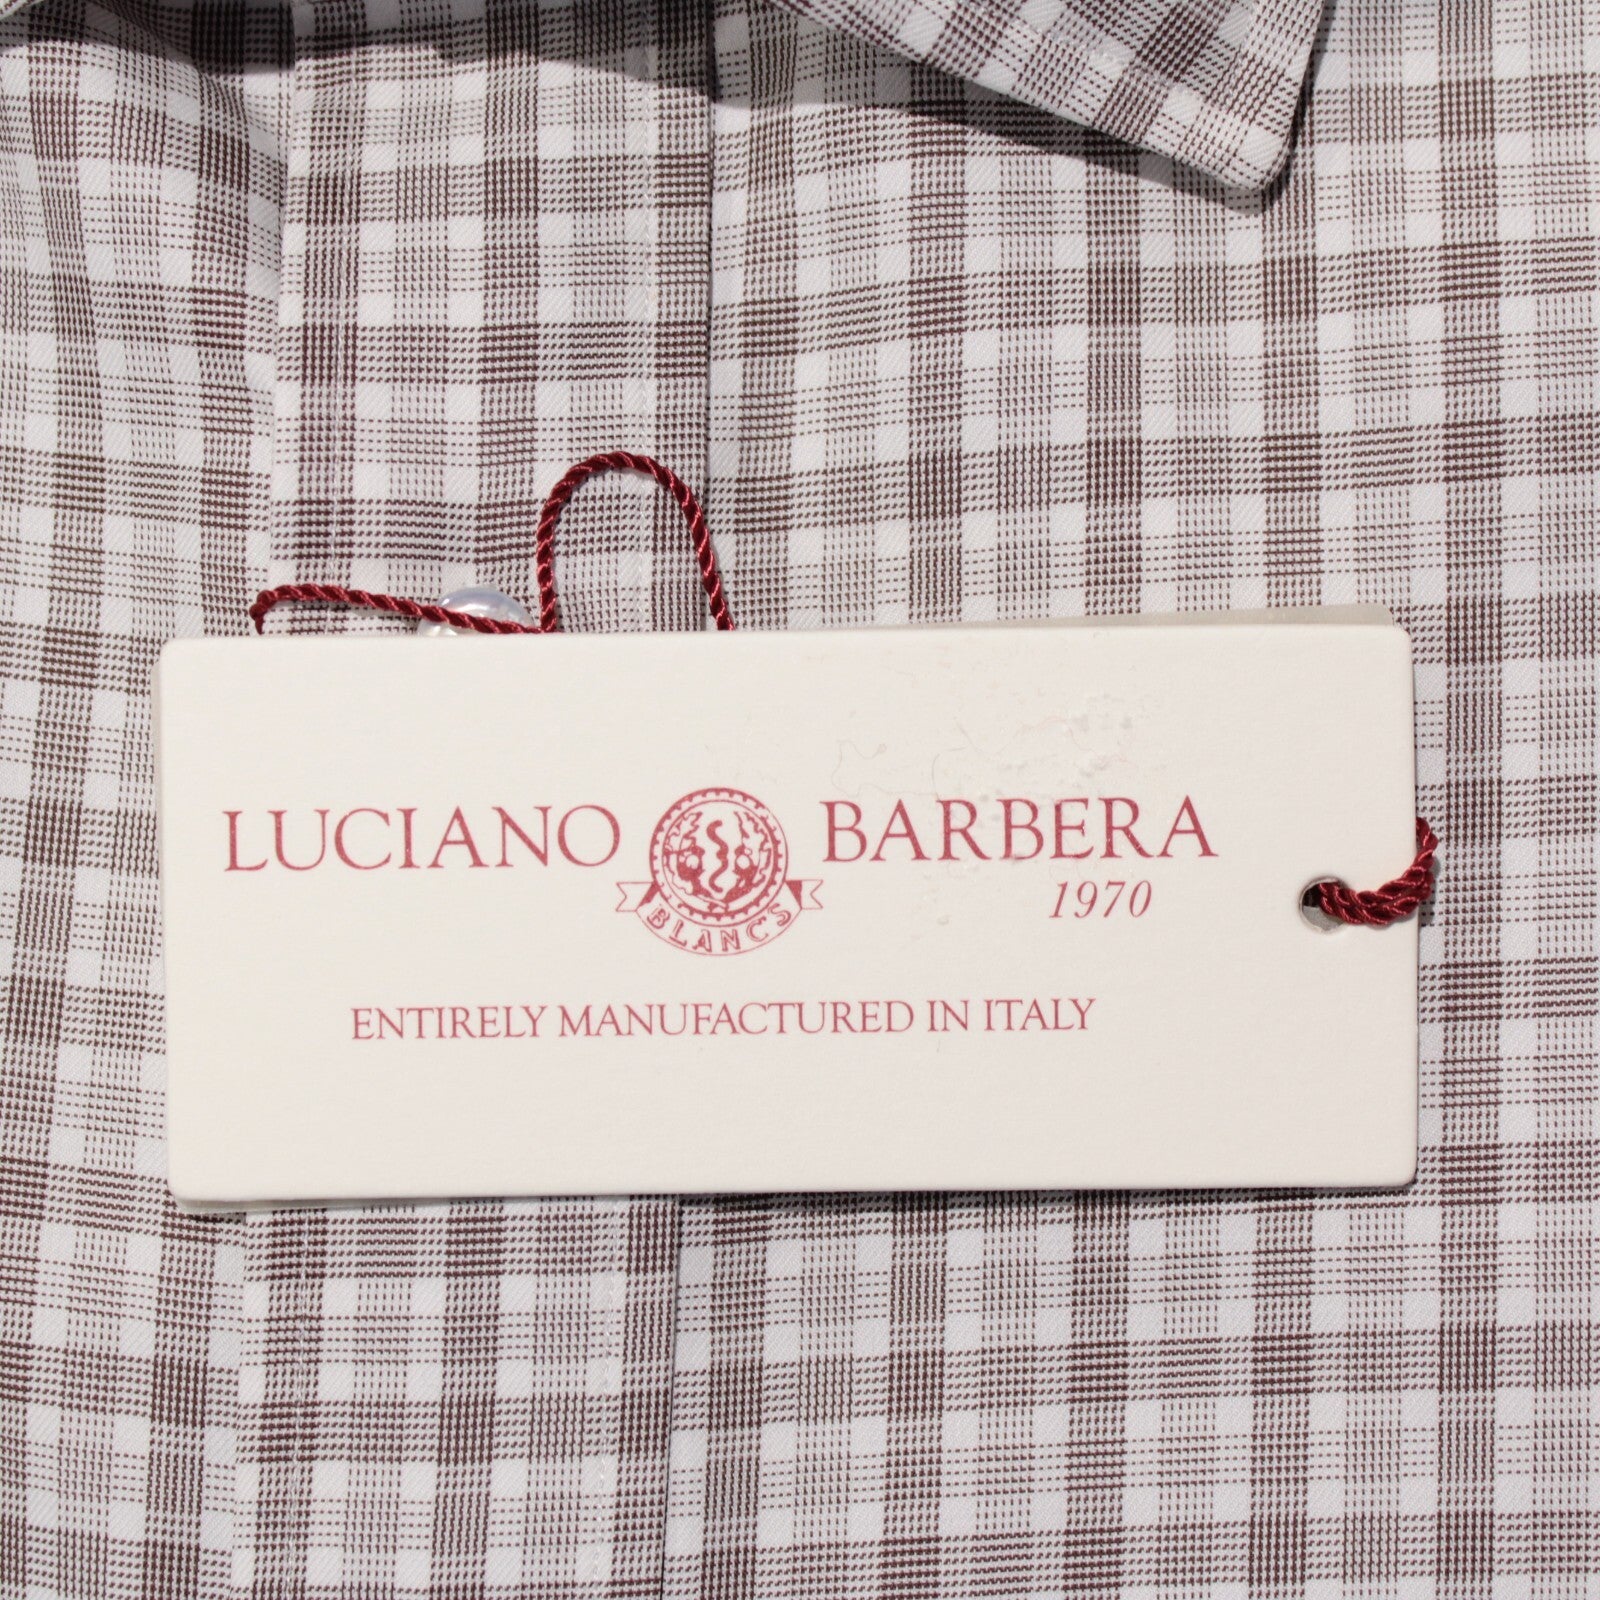 LUCIANO BARBERA
1970
BLANCS
ENTIRELY MANUFACTURED IN ITALY